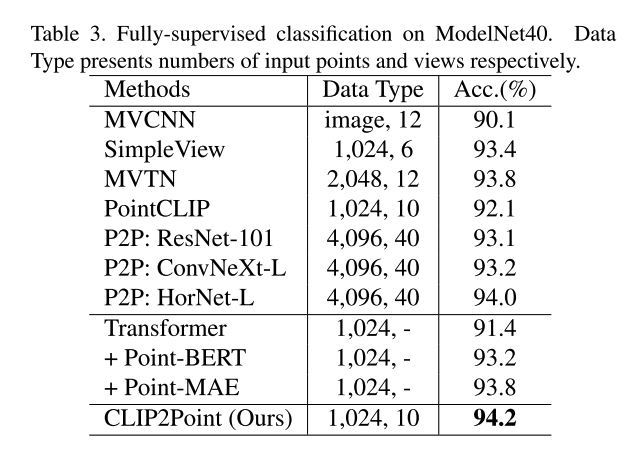 Table 3. Fully-supervised classification on ModelNet40. Data
Type presents numbers of input points and views respectively.
Methods Data Type Acc.(%)
MVCNN image, 12 90.1
SimpleView 1,024, 6 93.4
MVTN 2,048, 12 93.8
PointCLIP 1,024, 10 92.1
P2P: ResNet-101 4,096, 40 93.1
P2P: ConvNeXt-L 4,096, 40 93.2
P2P: HorNet-L 4,096, 40 94.0
Transformer 1,024, - 91.4
+ Point-BERT 1,024, - 93.2
+ Point-MAE 1,024, - 93.8
CLIP2Point (Ours) 1,024, 10 94.2